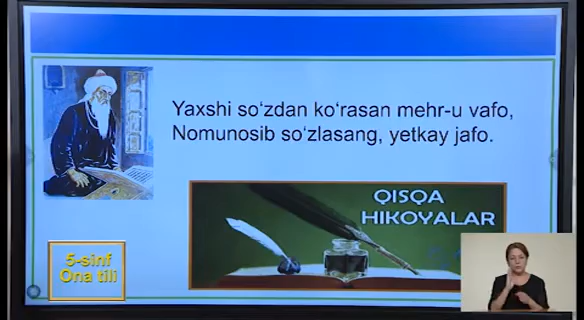 Yaxshi so‘zdan ko‘rasan mehr-u vafo,
Nomunosib so‘zlasang, yetkay jafo.
QISQA
HIKOYALAR
5-sinf
Ona tili